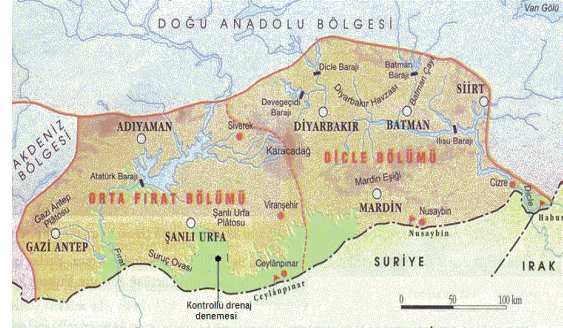 Van Gölü
DOĞU ANADOLU BÖLGESİ
Dicle Barajı
Batman
Barajı
Batman Çay
SİİRT
Diyarbakır Havzası
Devegeçidi
Barajı
DİYARBAKIR
BATMAN
Ilısu Barajı
AKDENİZ
BÖLGESİ
ADIYAMAN
Siverek
Karacadağ
DİCLE BÖLÜMÜ
Atatürk Barajı
ORTA FIRAT BÖLÜMÜ
Mardin Eşiği
Cizre
Dicle
Habur
Gazi Antep
Plâtosu
Viranşehir
MARDİN
Nusaybin
Nusaybin
Şanlı Urfa
Plâtosu
GAZİ ANTEP
ŞANLI URFA
Fırat
Suruç Ovası
Ceylânpınar
Ceylânpınar
SURİYE
IRAK
Kontrollü drenaj
denemesi
0 50 100 km